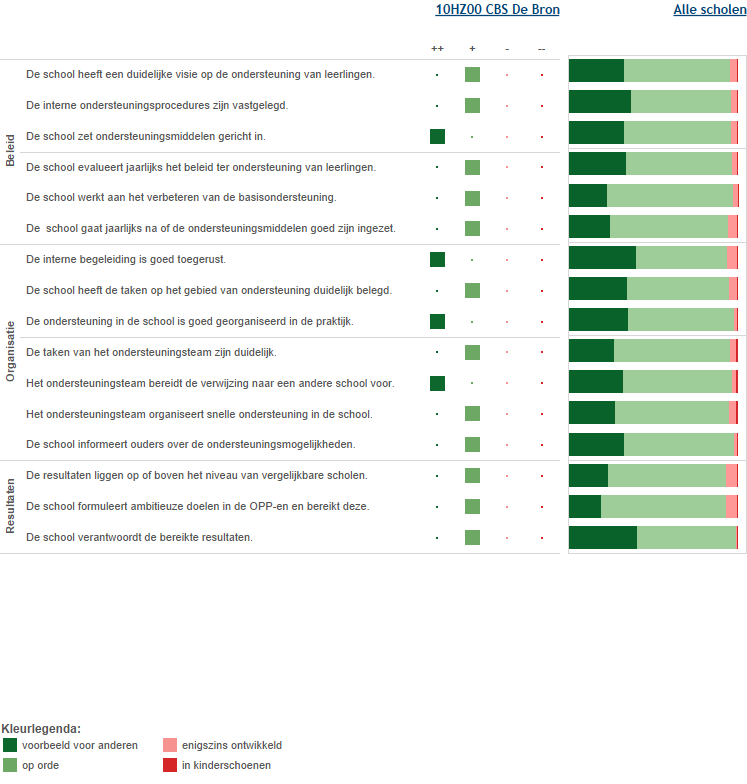 10HZ00 CBS De Bron Alle scholen
++ + - --
Beleid
De school heeft een duidelijke visie op de ondersteuning van leerlingen.
De interne ondersteuningsprocedures zijn vastgelegd.
De school zet ondersteuningsmiddelen gericht in.
De school evalueert jaarlijks het beleid ter ondersteuning van leerlingen.
De school werkt aan het verbeteren van de basisondersteuning.
De school gaat jaarlijks na of de ondersteuningsmiddelen goed zijn ingezet.
Organisatie
De interne begeleiding is goed toegerust.
De school heeft de taken op het gebied van ondersteuning duidelijk belegd.
De ondersteuning in de school is goed georganiseerd in de praktijk.
De taken van het ondersteuningsteam zijn duidelijk.
Het ondersteuningsteam bereidt de verwijzing naar een andere school voor.
Het ondersteuningsteam organiseert snelle ondersteuning in de school.
De school informeert ouders over de ondersteuningsmogelijkheden.
Resultaten
De resultaten liggen op of boven het niveau van vergelijkbare scholen.
De school formuleert ambitieuze doelen in de OPP-en en bereikt deze.
De school verantwoordt de bereikte resultaten.
Kleurlegenda:
voorbeeld voor anderen enigszins ontwikkeld
op orde in kinderschoenen